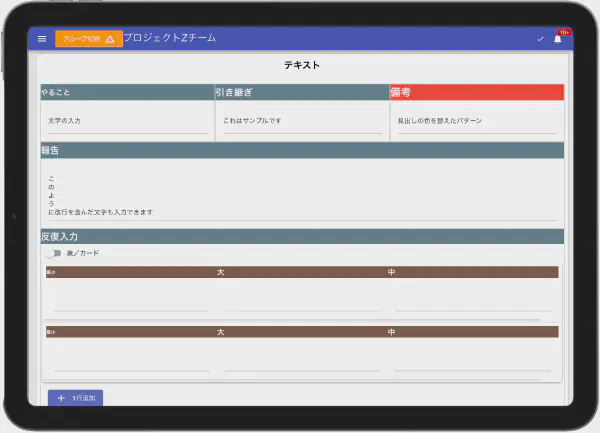 グループ切替
プロジェクトZチーム
10+
テキスト
やること
引き継ぎ
備考
文字の入力
これはサンプルです
見出しの色を替えたパターン
報告
こ
の
よ
う
に改行を含んだ文字も入力できます
反復入力
表／カード
最小
大
中
最小
大
中
1行追加